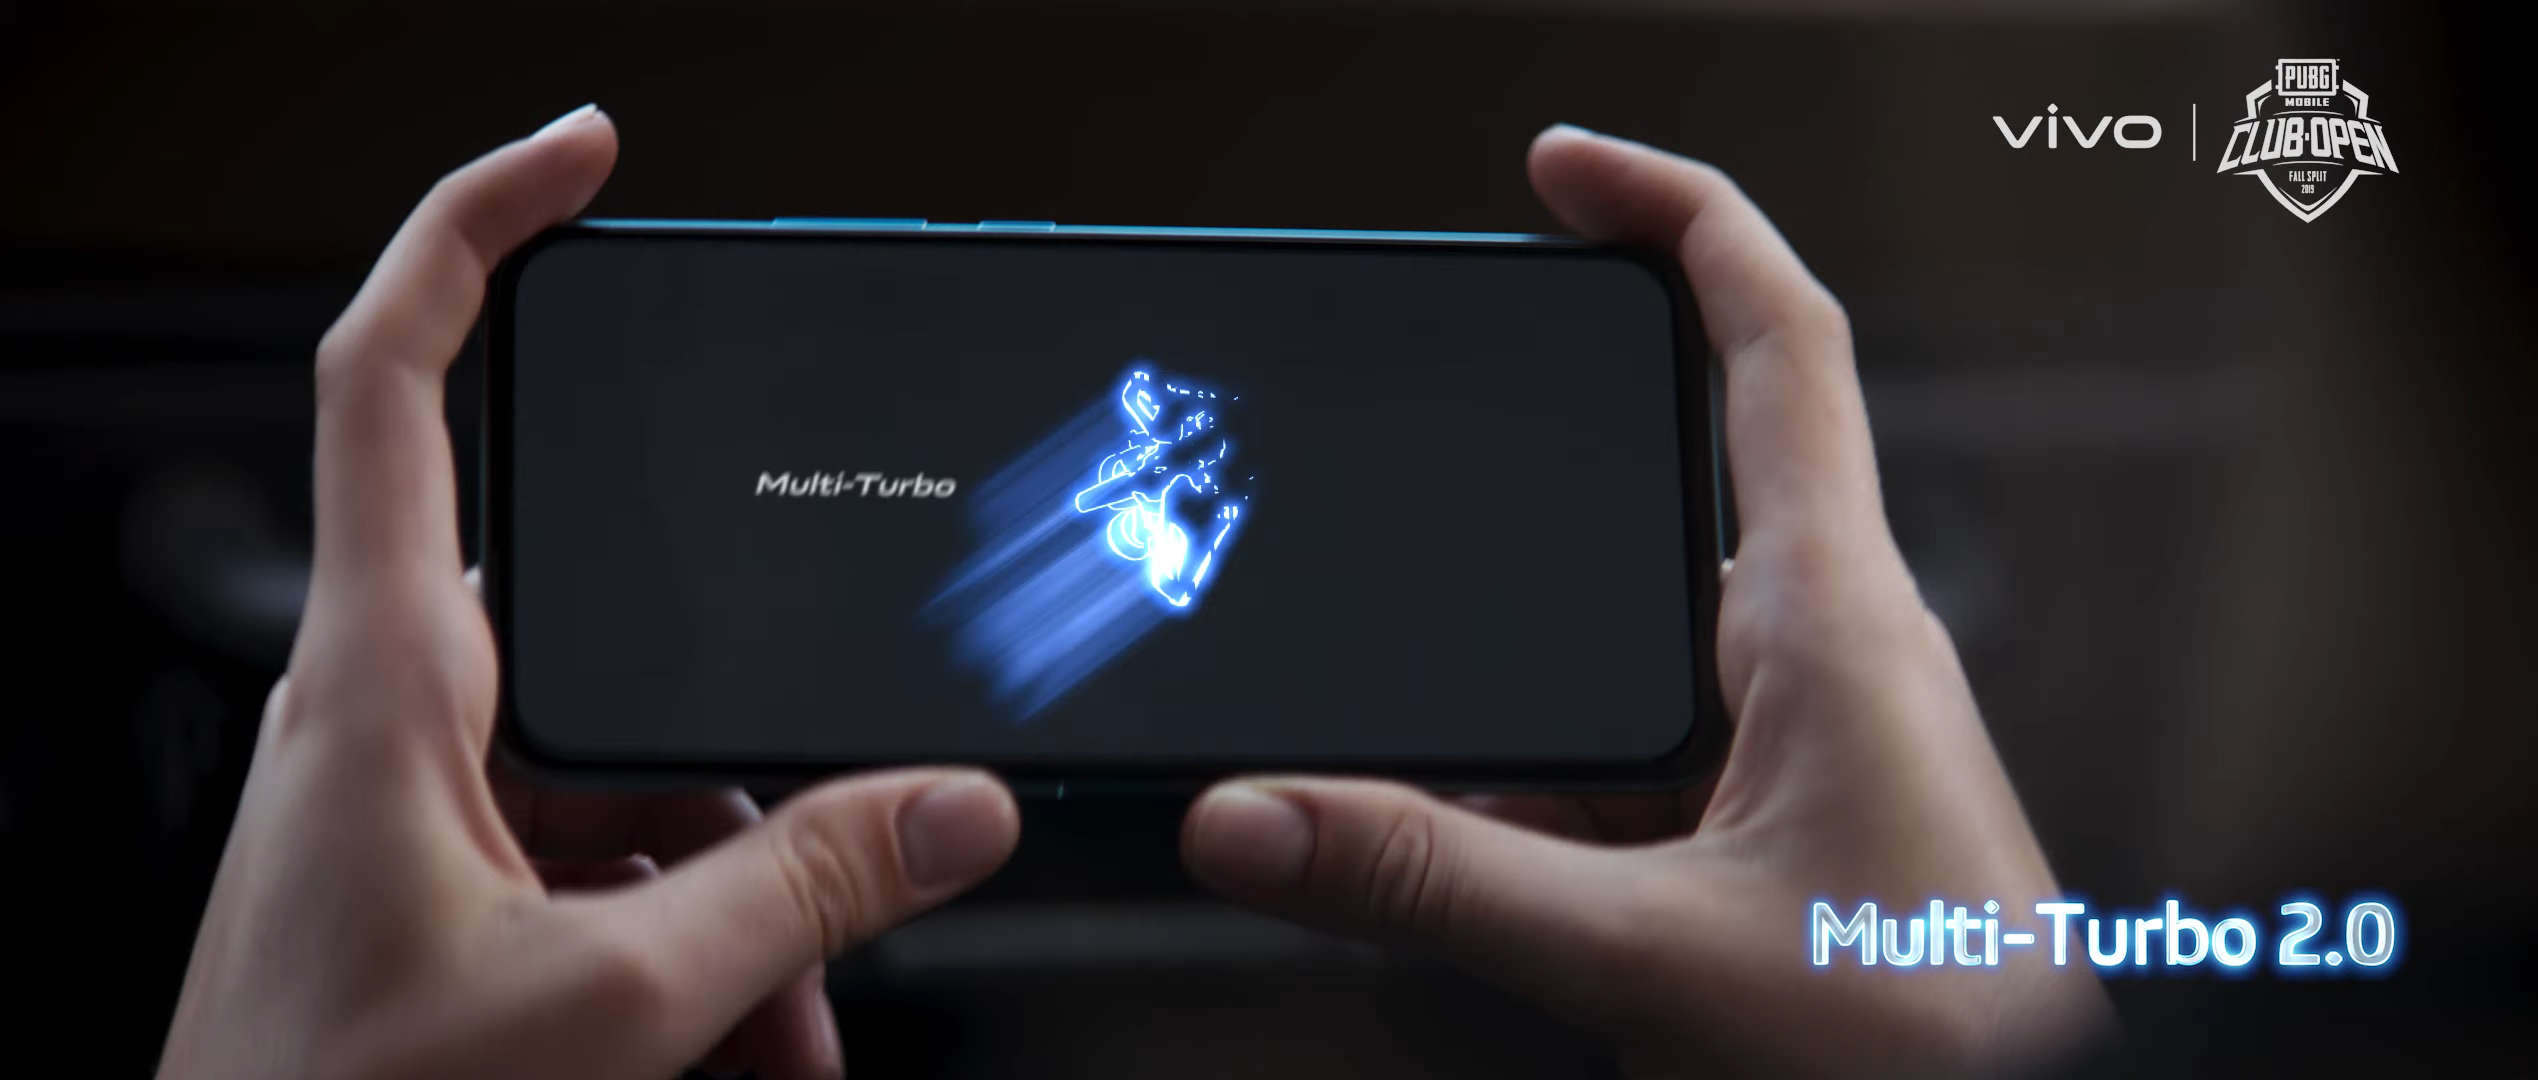 vivo
PUBG
MOBILE
CLUB·OPEN
FALL SPLIT
2019
Multi-Turbo
Multi-Turbo 2.0